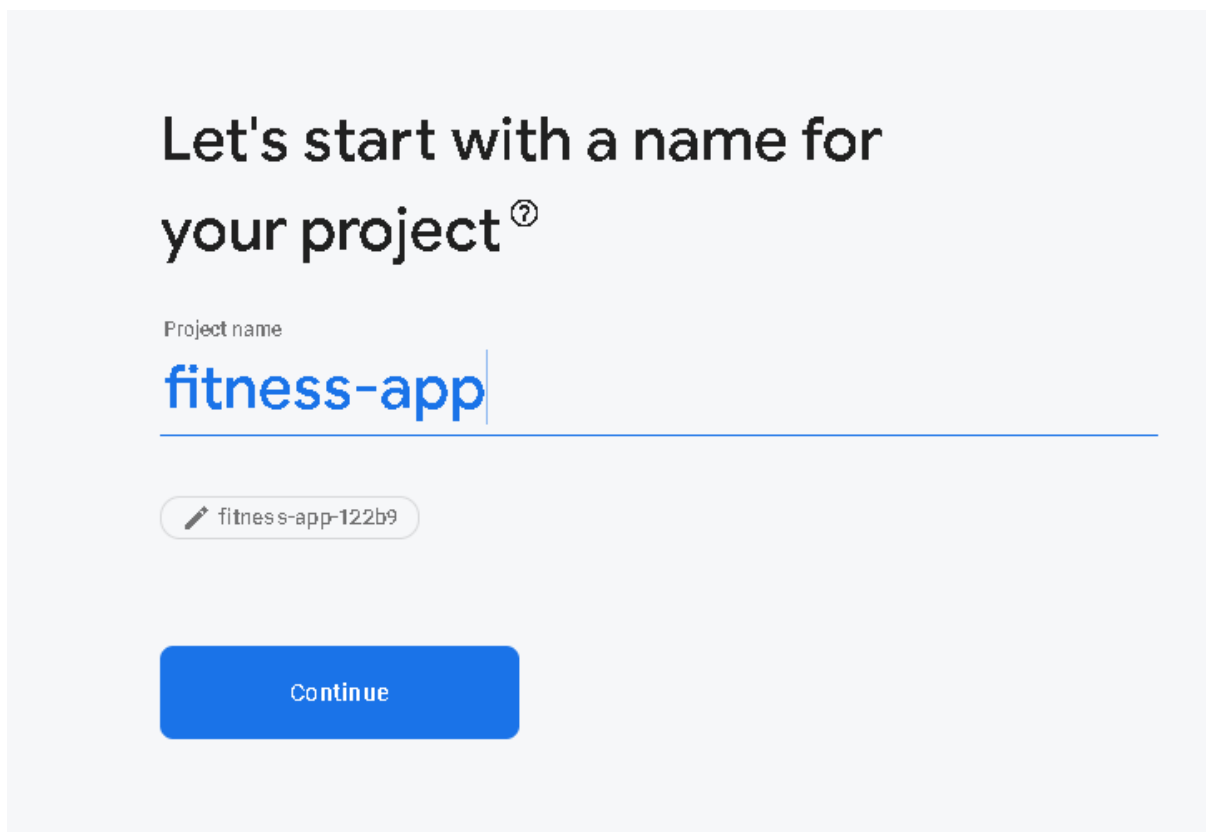 Let's start with a name for
your project
Project name
fitness-app
fitness-app-122b9
Continue